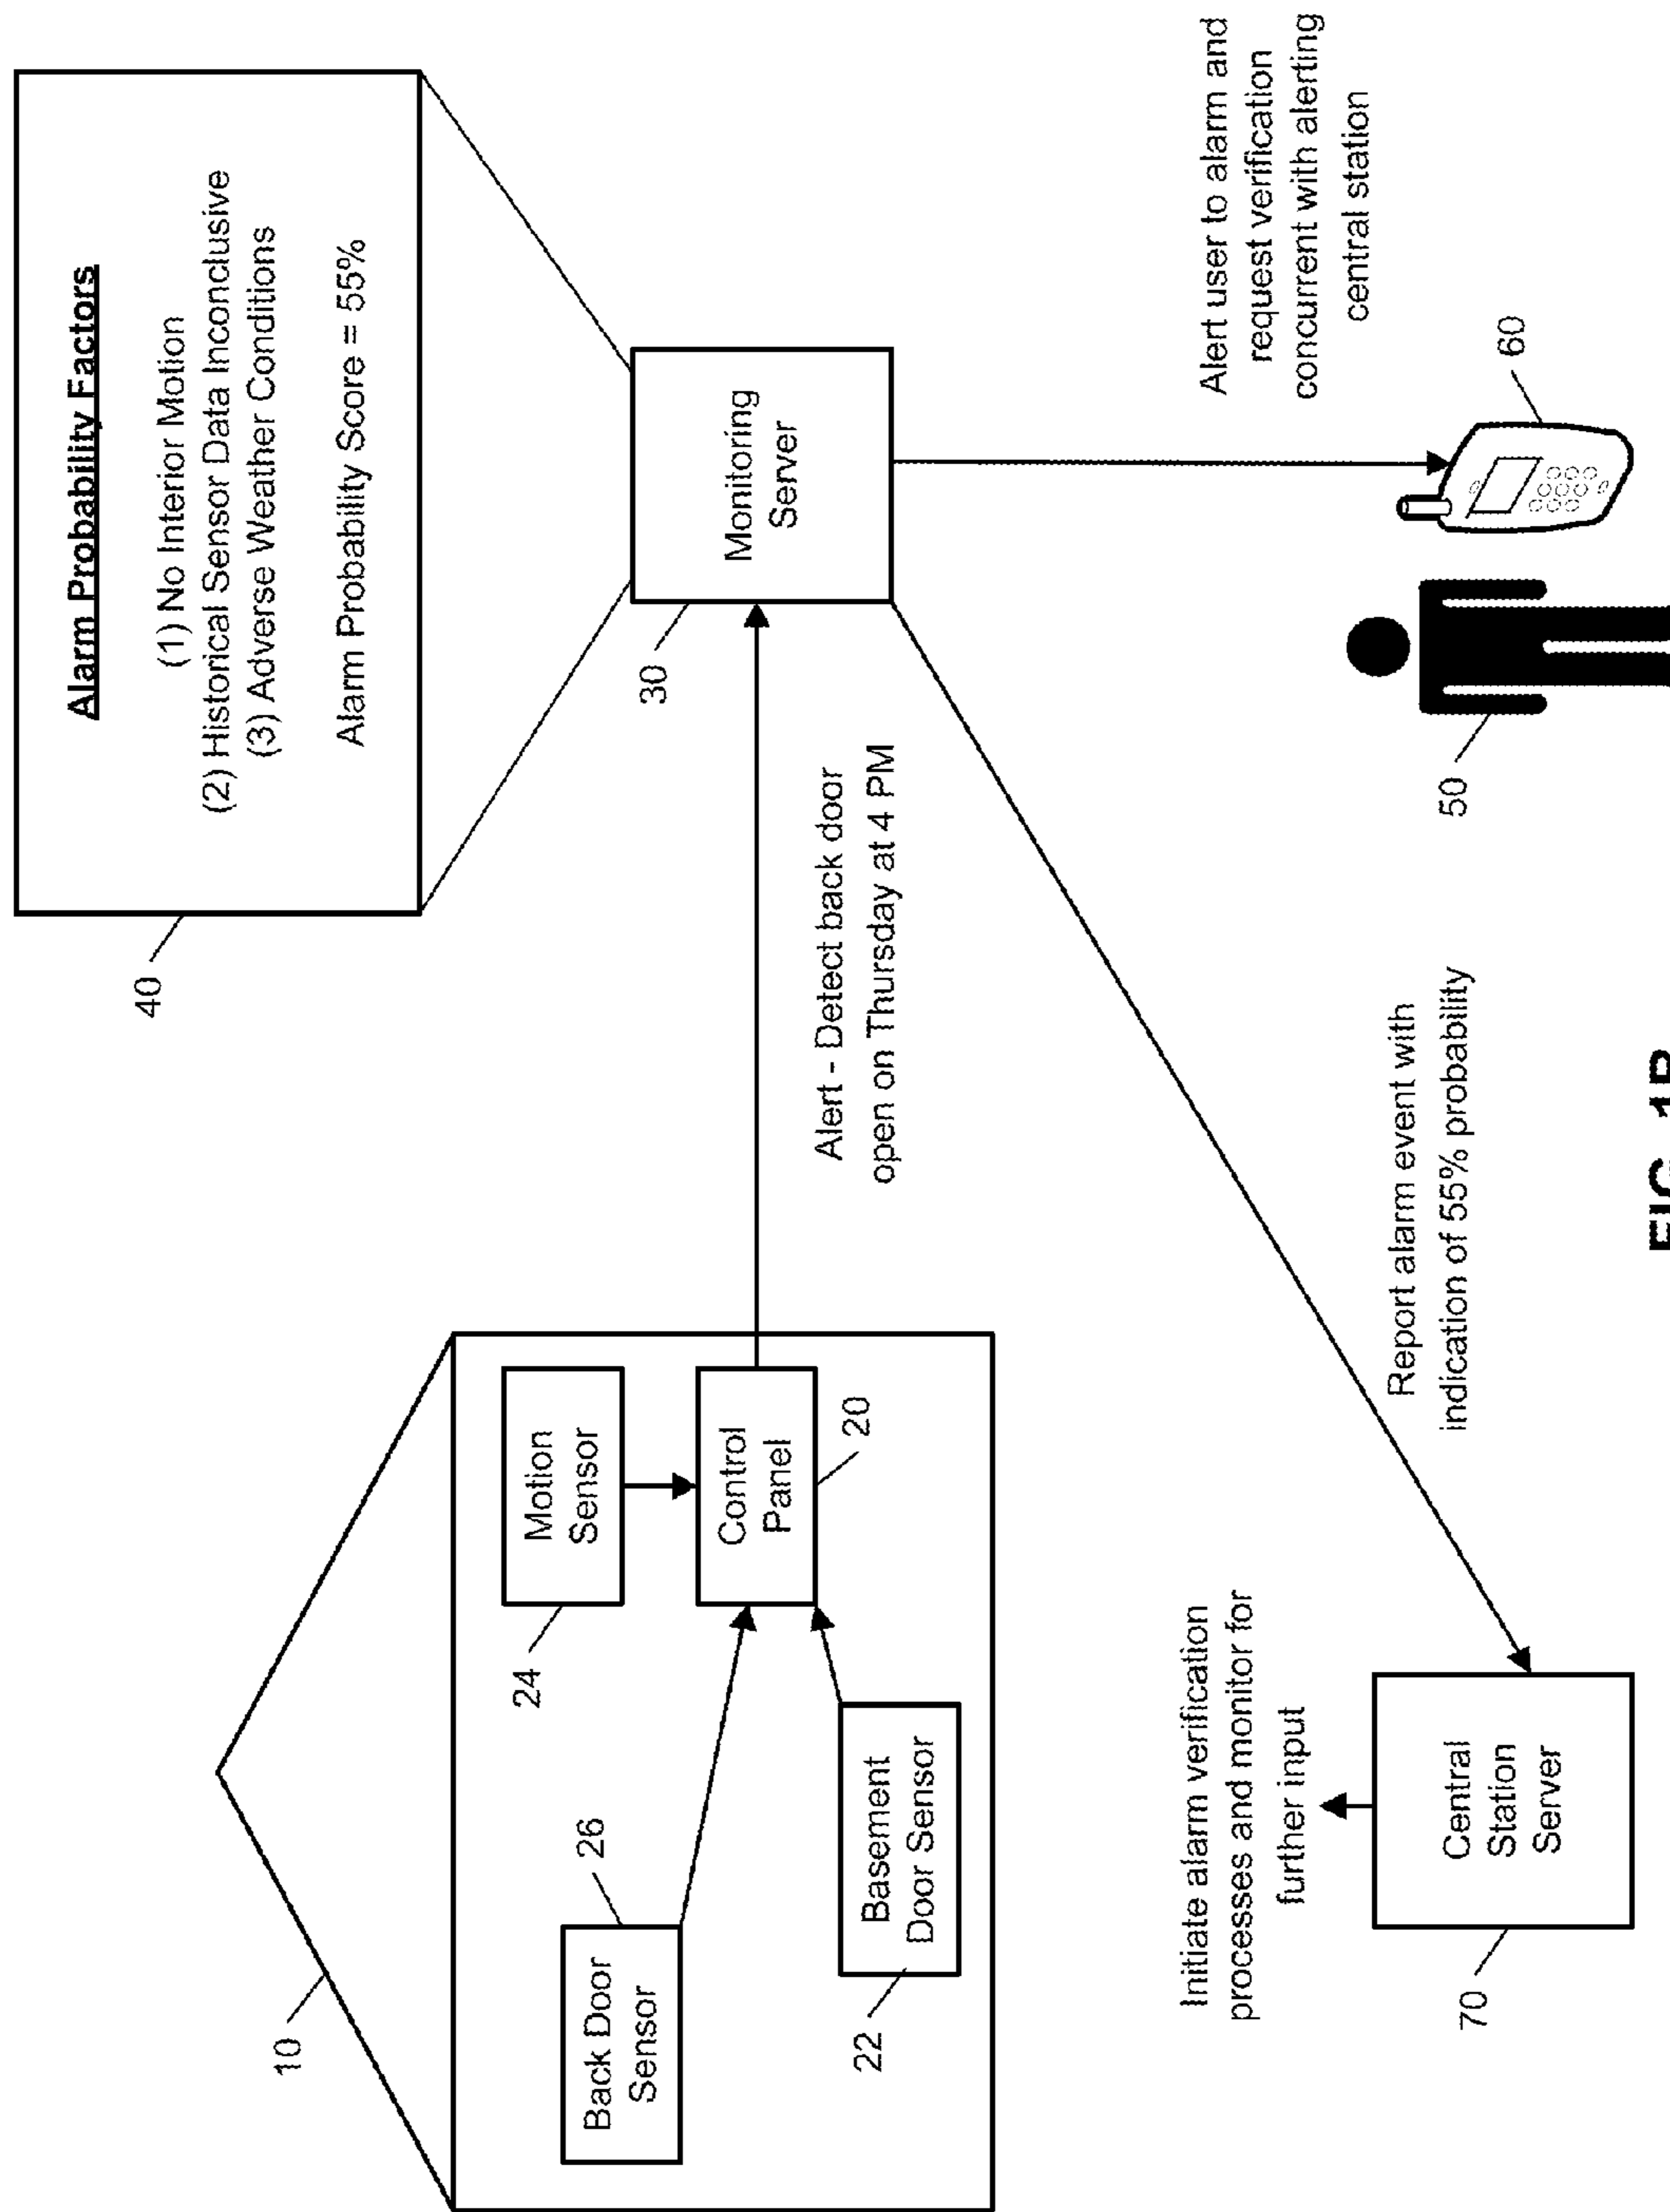 Alarm Probability Factors
(1) No Interior Motion
(2) Historical Sensor Data Inconclusive
(3) Adverse Weather Conditions
Alarm Probability Score = 55%
40
10
Motion
Sensor
24
Back Door
Sensor
26
Control
Panel
20
Basement
Door Sensor
22
Alert - Detect back door
open on Thursday at 4 PM
Monitoring
Server
30
Initiate alarm verification
processes and monitor for
further input
Central
Station
Server
70
Report alarm event with
indication of 55% probability
Alert user to alarm and
request verification
concurrent with alerting
central station
50
60
FIG. 1B